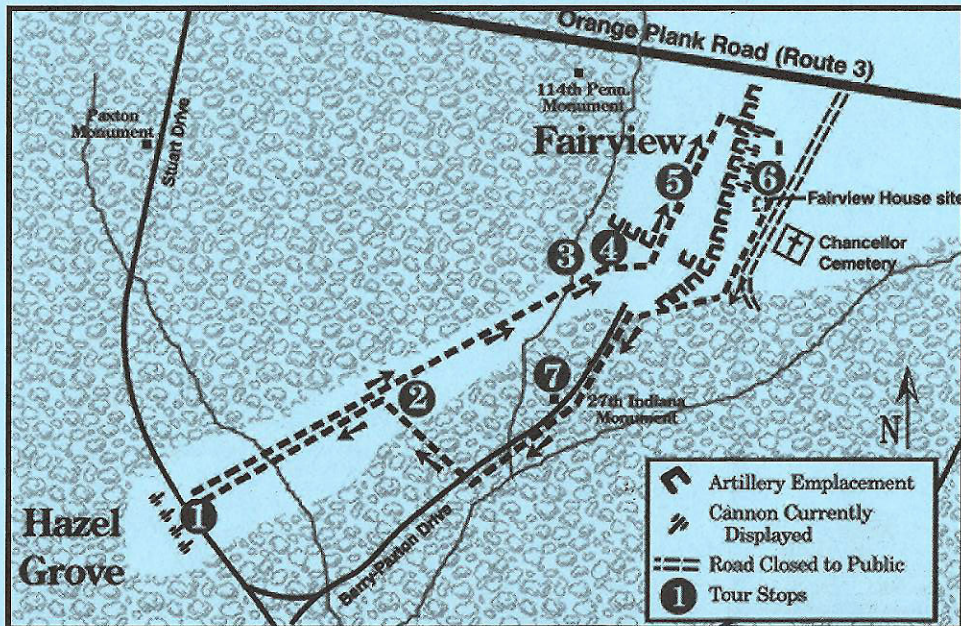 Orange Plank Road (Route 3)
114th Penn.
Monument
Paxton
Monument
Stuart Drive
Fairview
5
6
Fairview House site
3
4
Chancellor
Cemetery
7
27th Indiana
Monument
2
N
1
Hazel
Grove
Barry-Paxton Drive
Artillery Emplacement
Cannon Currently
Displayed
Road Closed to Public
1 Tour Stops